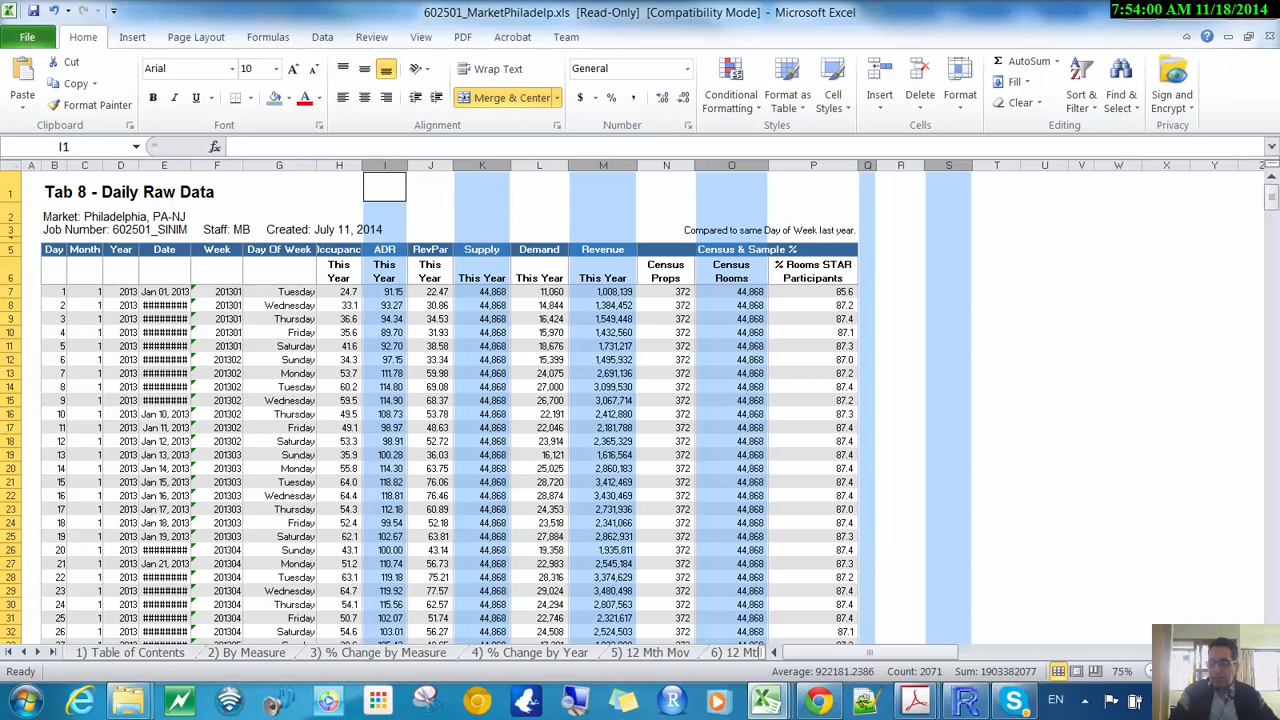 602501_MarketPhiladelp.xls [Read-Only] [Compatibility Mode] - Microsoft Excel
7:54:00 AM 11/18/2014
File Home Insert Page Layout Formulas Data Review View PDF Acrobat Team
Cut
Copy
Format Painter
Paste
Clipboard
Arial 10
B I U A
Font
Wrap Text
Merge & Center
Alignment
General
$ % ,
Number
Conditional Formatting
Format as Table
Cell Styles
Styles
Insert Delete Format
Cells
AutoSum
Fill
Clear
Sort & Filter
Find & Select
Editing
Sign and Encrypt
Privacy
I1 fx
A B C D E F G H I J K L M N O P Q R S T U V W X Y
1 Tab 8 - Daily Raw Data
2 Market: Philadelphia, PA-NJ
3 Job Number: 602501_SINIM Staff: MB Created: July 11, 2014 Compared to same Day of Week last year.
5 Day Month Year Date Week Day Of Week Occupanc ADR RevPar Supply Demand Revenue Census & Sample %
6 This Year This Year This Year This Year This Year This Year Census Props Census Rooms % Rooms STAR Participants
7 1 1 2013 Jan 01, 2013 201301 Tuesday 24.7 91.15 22.47 44,868 11,060 1,008,139 372 44,868 85.6
8 2 1 2013 ######## 201301 Wednesday 33.1 93.27 30.86 44,868 14,844 1,384,452 372 44,868 87.2
9 3 1 2013 ######## 201301 Thursday 36.6 94.34 34.53 44,868 16,424 1,549,448 372 44,868 87.4
10 4 1 2013 ######## 201301 Friday 35.6 89.70 31.93 44,868 15,970 1,432,560 372 44,868 87.1
11 5 1 2013 ######## 201301 Saturday 41.6 92.70 38.58 44,868 18,676 1,731,217 372 44,868 87.3
12 6 1 2013 ######## 201302 Sunday 34.3 97.15 33.34 44,868 15,399 1,495,932 372 44,868 87.0
13 7 1 2013 ######## 201302 Monday 53.7 111.78 59.98 44,868 24,075 2,691,136 372 44,868 87.2
14 8 1 2013 ######## 201302 Tuesday 60.2 114.80 69.08 44,868 27,000 3,099,530 372 44,868 87.4
15 9 1 2013 ######## 201302 Wednesday 59.5 114.90 68.37 44,868 26,700 3,067,714 372 44,868 87.4
16 10 1 2013 Jan 10, 2013 201302 Thursday 49.5 108.73 53.78 44,868 22,191 2,412,880 372 44,868 87.3
17 11 1 2013 Jan 11, 2013 201302 Friday 49.1 98.97 48.63 44,868 22,046 2,181,788 372 44,868 87.4
18 12 1 2013 Jan 12, 2013 201302 Saturday 53.3 98.91 52.72 44,868 23,914 2,365,329 372 44,868 87.4
19 13 1 2013 Jan 13, 2013 201303 Sunday 35.9 100.28 36.03 44,868 16,121 1,616,564 372 44,868 87.3
20 14 1 2013 Jan 14, 2013 201303 Monday 55.8 114.30 63.75 44,868 25,025 2,860,183 372 44,868 87.4
21 15 1 2013 Jan 15, 2013 201303 Tuesday 64.0 118.82 76.06 44,868 28,720 3,412,469 372 44,868 87.4
22 16 1 2013 Jan 16, 2013 201303 Wednesday 64.4 118.81 76.46 44,868 28,874 3,430,469 372 44,868 87.3
23 17 1 2013 Jan 17, 2013 201303 Thursday 54.3 112.18 60.89 44,868 24,353 2,731,936 372 44,868 87.0
24 18 1 2013 Jan 18, 2013 201303 Friday 52.4 99.54 52.18 44,868 23,518 2,341,066 372 44,868 87.4
25 19 1 2013 Jan 19, 2013 201303 Saturday 62.1 102.67 63.81 44,868 27,884 2,862,931 372 44,868 87.4
26 20 1 2013 ######## 201304 Sunday 43.1 100.00 43.14 44,868 19,358 1,935,811 372 44,868 87.4
27 21 1 2013 Jan 21, 2013 201304 Monday 51.2 110.74 56.73 44,868 22,983 2,545,184 372 44,868 87.4
28 22 1 2013 ######## 201304 Tuesday 63.1 119.18 75.21 44,868 28,316 3,374,629 372 44,868 87.2
29 23 1 2013 ######## 201304 Wednesday 64.7 119.92 77.57 44,868 29,024 3,480,498 372 44,868 87.2
30 24 1 2013 ######## 201304 Thursday 54.1 115.56 62.57 44,868 24,294 2,807,563 372 44,868 87.4
31 25 1 2013 ######## 201304 Friday 50.7 102.07 51.74 44,868 22,746 2,321,617 372 44,868 87.4
32 26 1 2013 ######## 201304 Saturday 54.6 103.01 56.27 44,868 24,508 2,524,503 372 44,868 87.1
1) Table of Contents 2) By Measure 3) % Change by Measure 4) % Change by Year 5) 12 Mth Mov 6) 12 Mt
Ready Average: 922181.2386 Count: 2071 Sum: 1903382.338 75%
EN 7:54